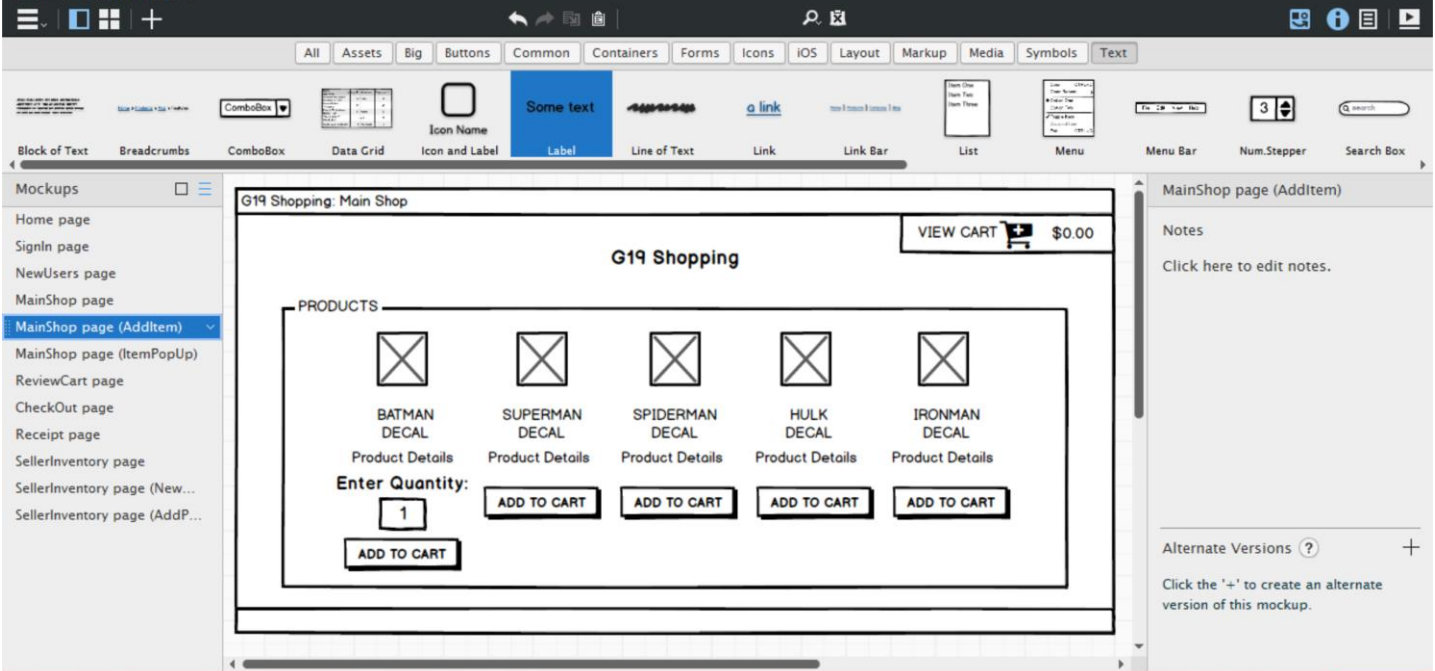 All Assets Big Buttons Common Containers Forms Icons iOS Layout Markup Media Symbols Text
ComboBox
Icon Name
Some text
a link
Item One
Item Two
Item Three
3
search
Block of Text Breadcrumbs ComboBox Data Grid Icon and Label Label Line of Text Link Link Bar List Menu Menu Bar Num.Stepper Search Box
Mockups
Home page
SignIn page
NewUsers page
MainShop page
MainShop page (AddItem)
MainShop page (ItemPopUp)
ReviewCart page
CheckOut page
Receipt page
SellerInventory page
SellerInventory page (New...
SellerInventory page (AddP...
G19 Shopping: Main Shop
VIEW CART $0.00
G19 Shopping
PRODUCTS
BATMAN SUPERMAN SPIDERMAN HULK IRONMAN
DECAL DECAL DECAL DECAL DECAL
Product Details Product Details Product Details Product Details Product Details
Enter Quantity:
ADD TO CART ADD TO CART ADD TO CART ADD TO CART
1
ADD TO CART
MainShop page (AddItem)
Notes
Click here to edit notes.
Alternate Versions ?
Click the '+' to create an alternate
version of this mockup.